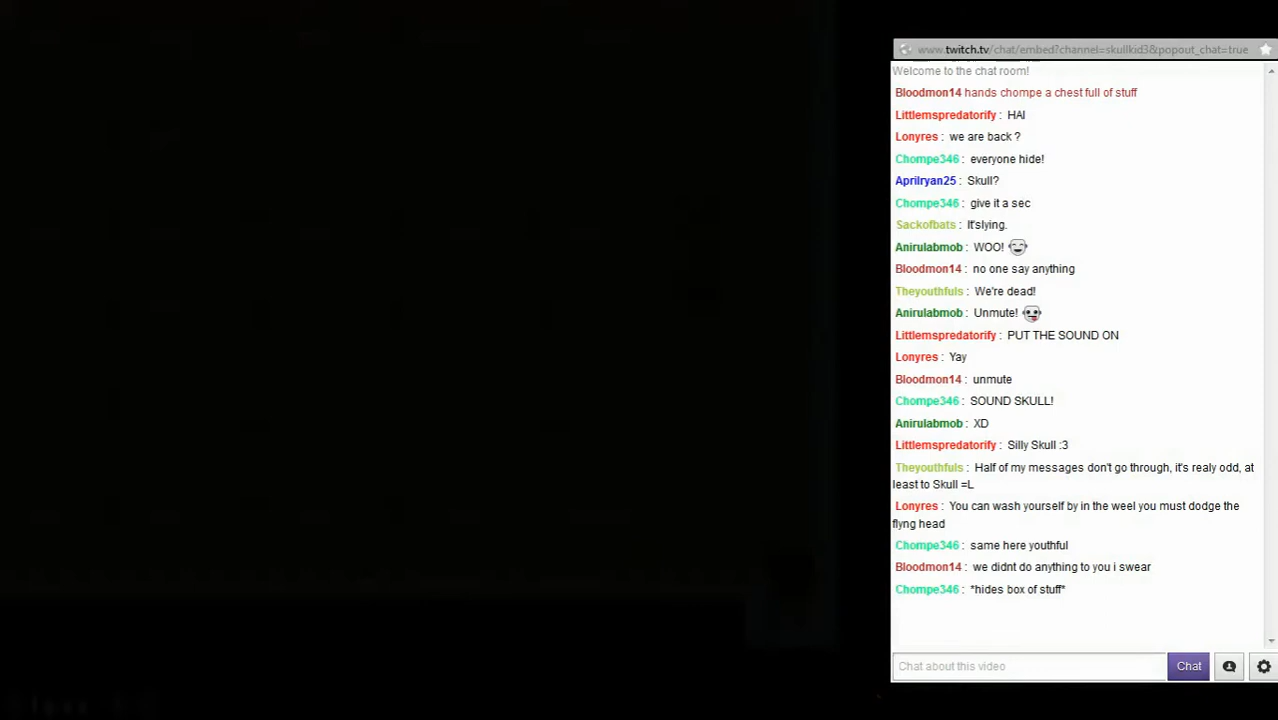 www.twitch.tv/chat/embed?channel=skullkid3&popout_chat=true
Welcome to the chat room!
Bloodmon14 hands chompe a chest full of stuff
Littlemspredatorify : HAI
Lonyres : we are back ?
Chompe346 : everyone hide!
Aprilryan25 : Skull?
Chompe346 : give it a sec
Sackofbats : It'slying.
Anirulabmob : WOO!
Bloodmon14 : no one say anything
Theyouthfuls : We're dead!
Anirulabmob : Unmute!
Littlemspredatorify : PUT THE SOUND ON
Lonyres : Yay
Bloodmon14 : unmute
Chompe346 : SOUND SKULL!
Anirulabmob : XD
Littlemspredatorify : Silly Skull :3
Theyouthfuls : Half of my messages don't go through, it's realy odd, at
least to Skull =L
Lonyres : You can wash yourself by in the weel you must dodge the
flyng head
Chompe346 : same here youthful
Bloodmon14 : we didnt do anything to you i swear
Chompe346 : *hides box of stuff*
Chat about this video
Chat